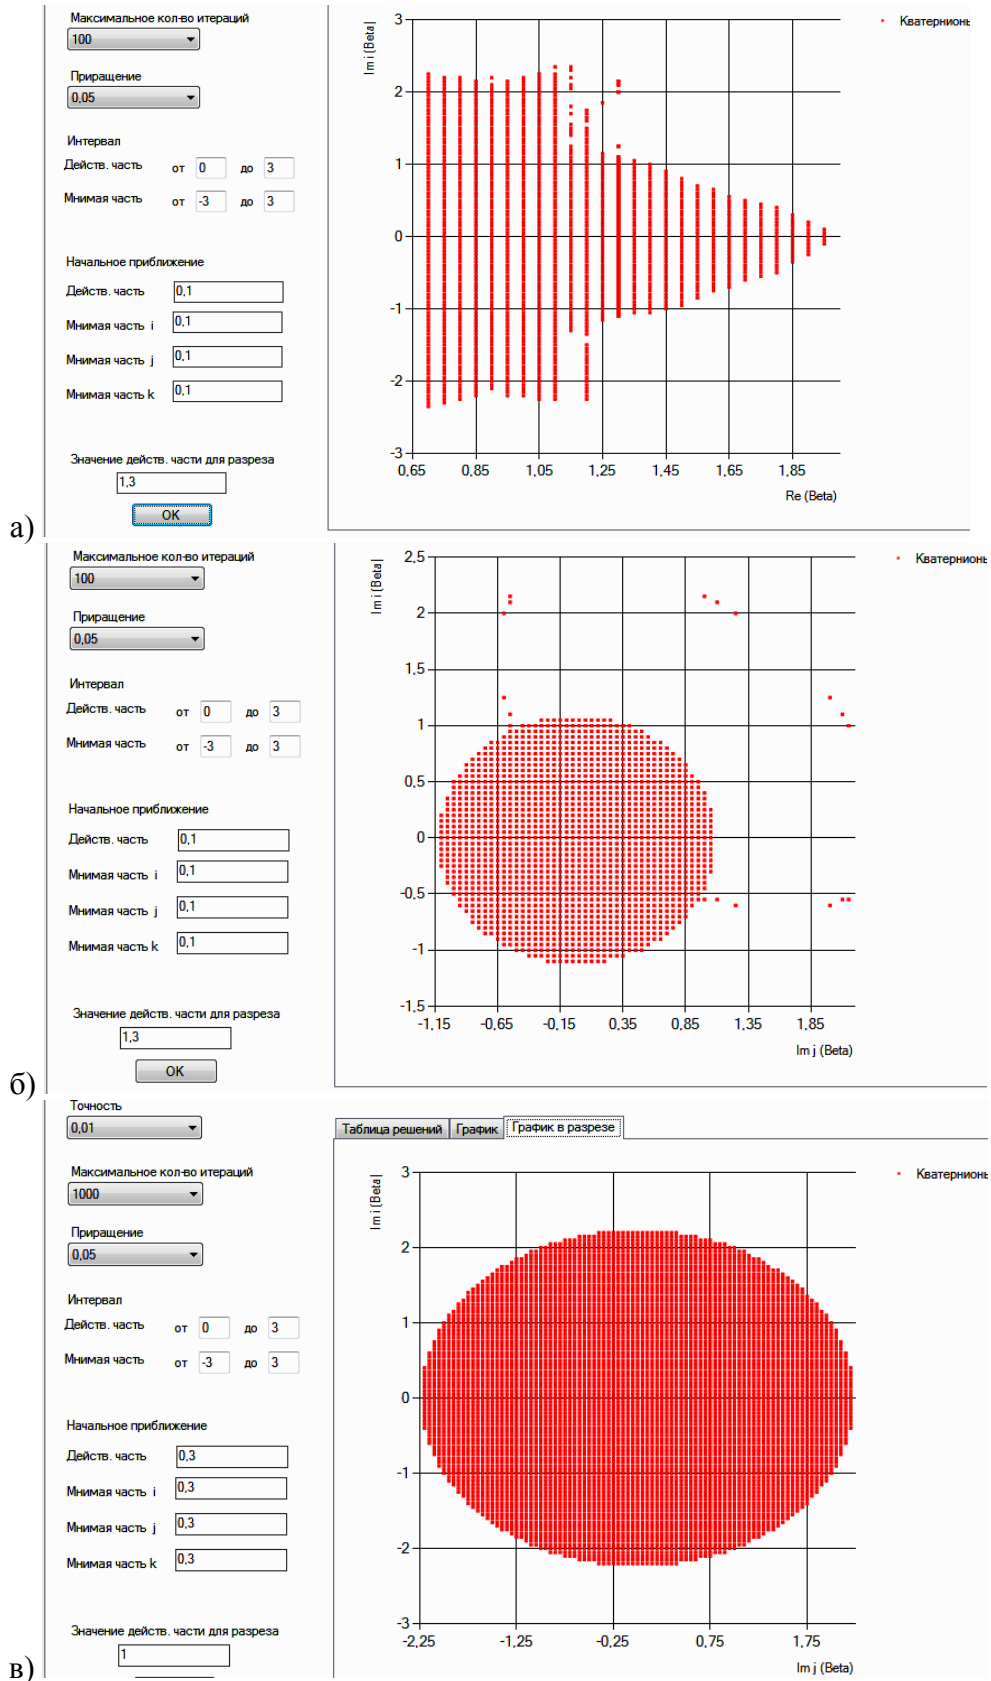 Максимальное кол-во итераций
100
Приращение
0,05
Интервал
Действ. часть от 0 до 3
Мнимая часть от -3 до 3
Начальное приближение
Действ. часть 0,1
Мнимая часть i 0,1
Мнимая часть j 0,1
Мнимая часть k 0,1
Значение действ. части для разреза
1,3
OK
а)
Im i (Beta)
3
2
1
0
-1
-2
-3
0,65 0,85 1,05 1,25 1,45 1,65 1,85
Re (Beta)
Кватернионы
Максимальное кол-во итераций
100
Приращение
0,05
Интервал
Действ. часть от 0 до 3
Мнимая часть от -3 до 3
Начальное приближение
Действ. часть 0,1
Мнимая часть i 0,1
Мнимая часть j 0,1
Мнимая часть k 0,1
Значение действ. части для разреза
1,3
OK
б)
Im i (Beta)
2,5
2
1.5
1
0,5
0
-0,5
-1
-1.5
-1,15 -0,65 -0,15 0,35 0,85 1,35 1,85
Im j (Beta)
Кватернионы
Точность
0,01
Максимальное кол-во итераций
1000
Приращение
0,05
Интервал
Действ. часть от 0 до 3
Мнимая часть от -3 до 3
Начальное приближение
Действ. часть 0,3
Мнимая часть i 0,3
Мнимая часть j 0,3
Мнимая часть k 0,3
Значение действ. части для разреза
1
в)
Таблица решений График График в разрезе
Im i (Beta)
3
2
1
0
-1
-2
-3
-2,25 -1,25 -0,25 0,75 1,75
Im j (Beta)
Кватернионы